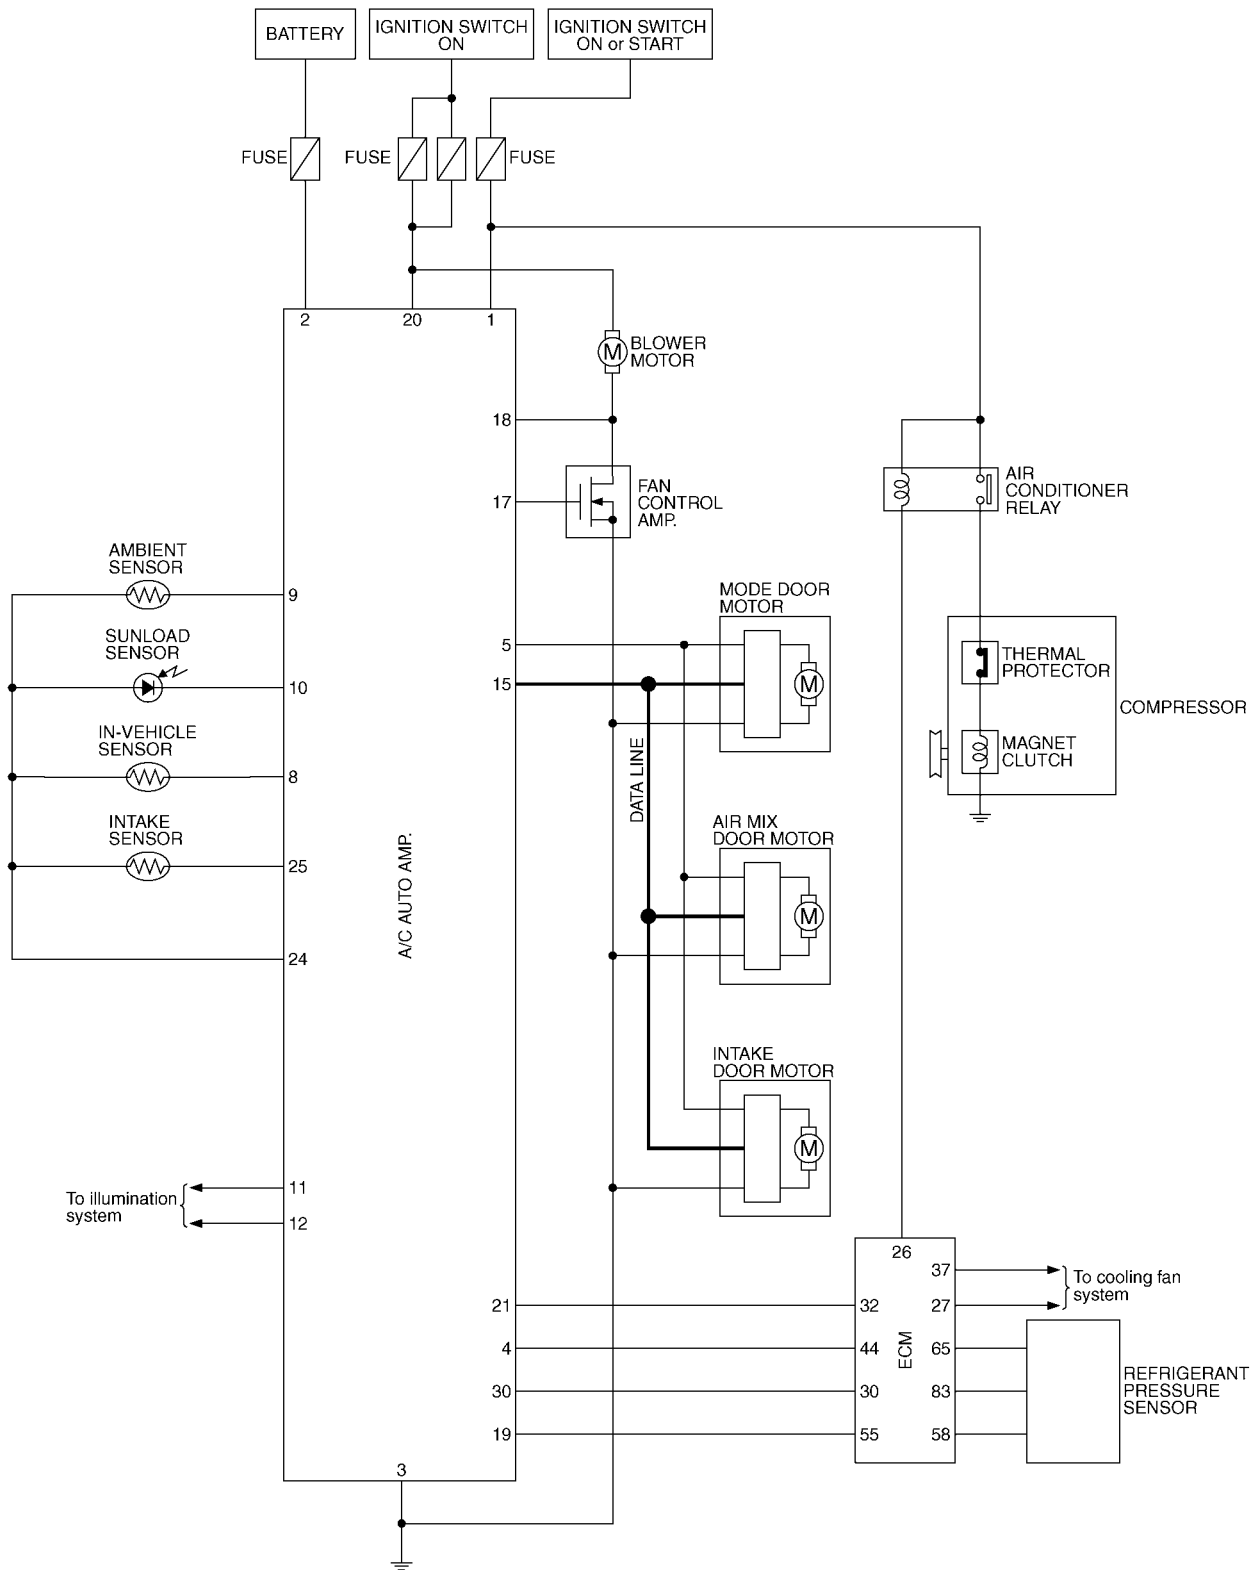 BATTERY
IGNITION SWITCH
ON
IGNITION SWITCH
ON or START
FUSE
FUSE
FUSE
2
20
1
BLOWER
MOTOR
M
18
17
FAN
CONTROL
AMP.
AIR
CONDITIONER
RELAY
AMBIENT
SENSOR
9
SUNLOAD
SENSOR
10
IN-VEHICLE
SENSOR
8
INTAKE
SENSOR
25
24
A/C AUTO AMP.
5
15
DATA LINE
MODE DOOR
MOTOR
M
AIR MIX
DOOR MOTOR
M
INTAKE
DOOR MOTOR
M
THERMAL
PROTECTOR
MAGNET
CLUTCH
COMPRESSOR
To illumination
system
11
12
21
4
30
19
3
26
32
44
30
55
ECM
37
27
65
83
58
To cooling fan
system
REFRIGERANT
PRESSURE
SENSOR